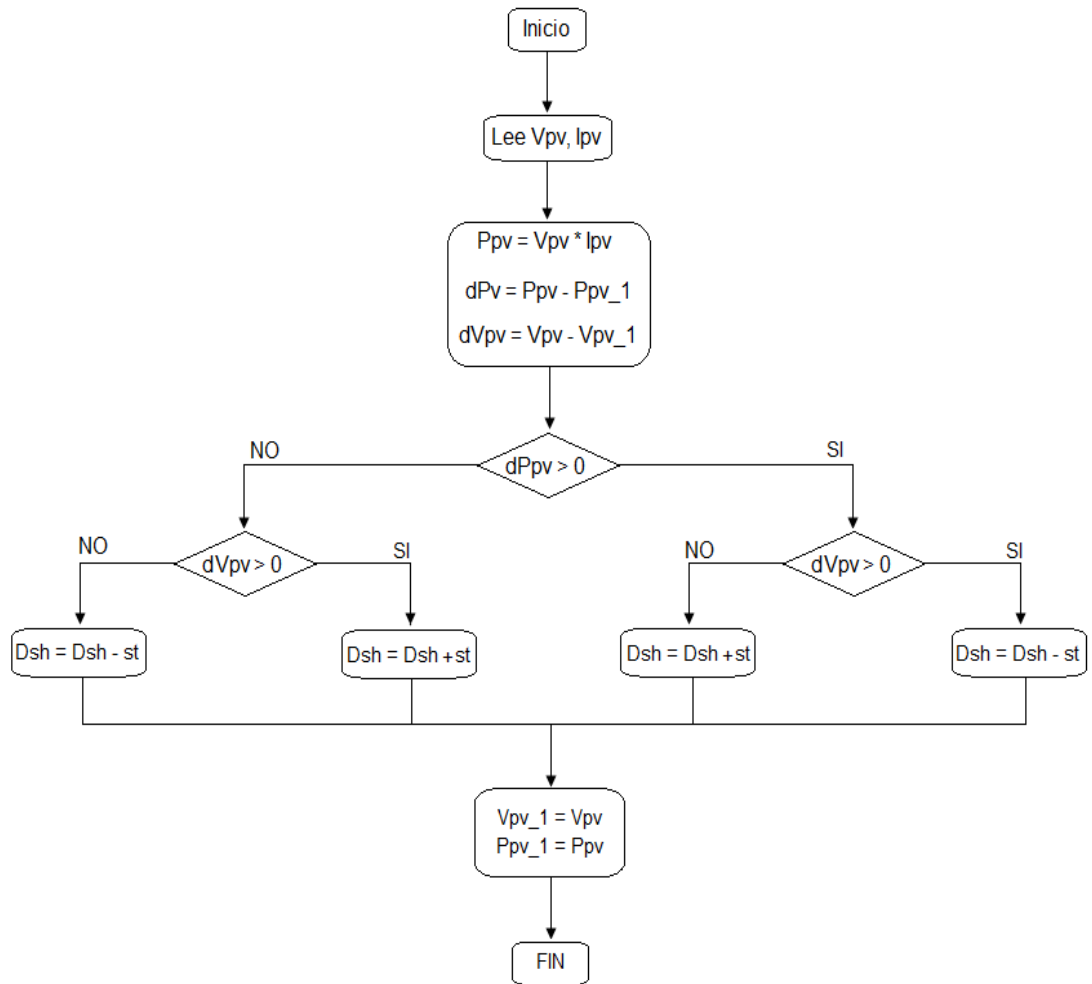 Inicio
Lee Vpv, Ipv
Ppv = Vpv * Ipv
dPv = Ppv - Ppv_1
dVpv = Vpv - Vpv_1
NO
dPpv > 0
SI
NO
dVpv > 0
SI
NO
dVpv > 0
SI
Dsh = Dsh - st
Dsh = Dsh +st
Dsh = Dsh +st
Dsh = Dsh - st
Vpv_1 = Vpv
Ppv_1 = Ppv
FIN